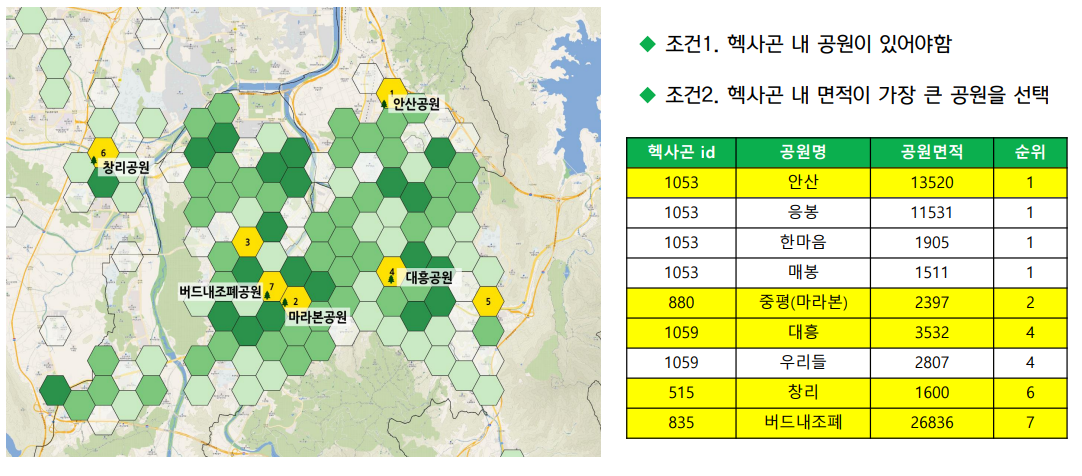 1
안산공원
6
창리공원
3
4
대흥공원
7
버드내조폐공원
2
5
마라본공원
◆ 조건1. 헥사곤 내 공원이 있어야함
◆ 조건2. 헥사곤 내 면적이 가장 큰 공원을 선택
헥사곤 id 공원명 공원면적 순위
1053 안산 13520 1
1053 응봉 11531 1
1053 한마음 1905 1
1053 매봉 1511 1
880 중평(마라본) 2397 2
1059 대흥 3532 4
1059 우리들 2807 4
515 창리 1600 6
835 버드내조폐 26836 7